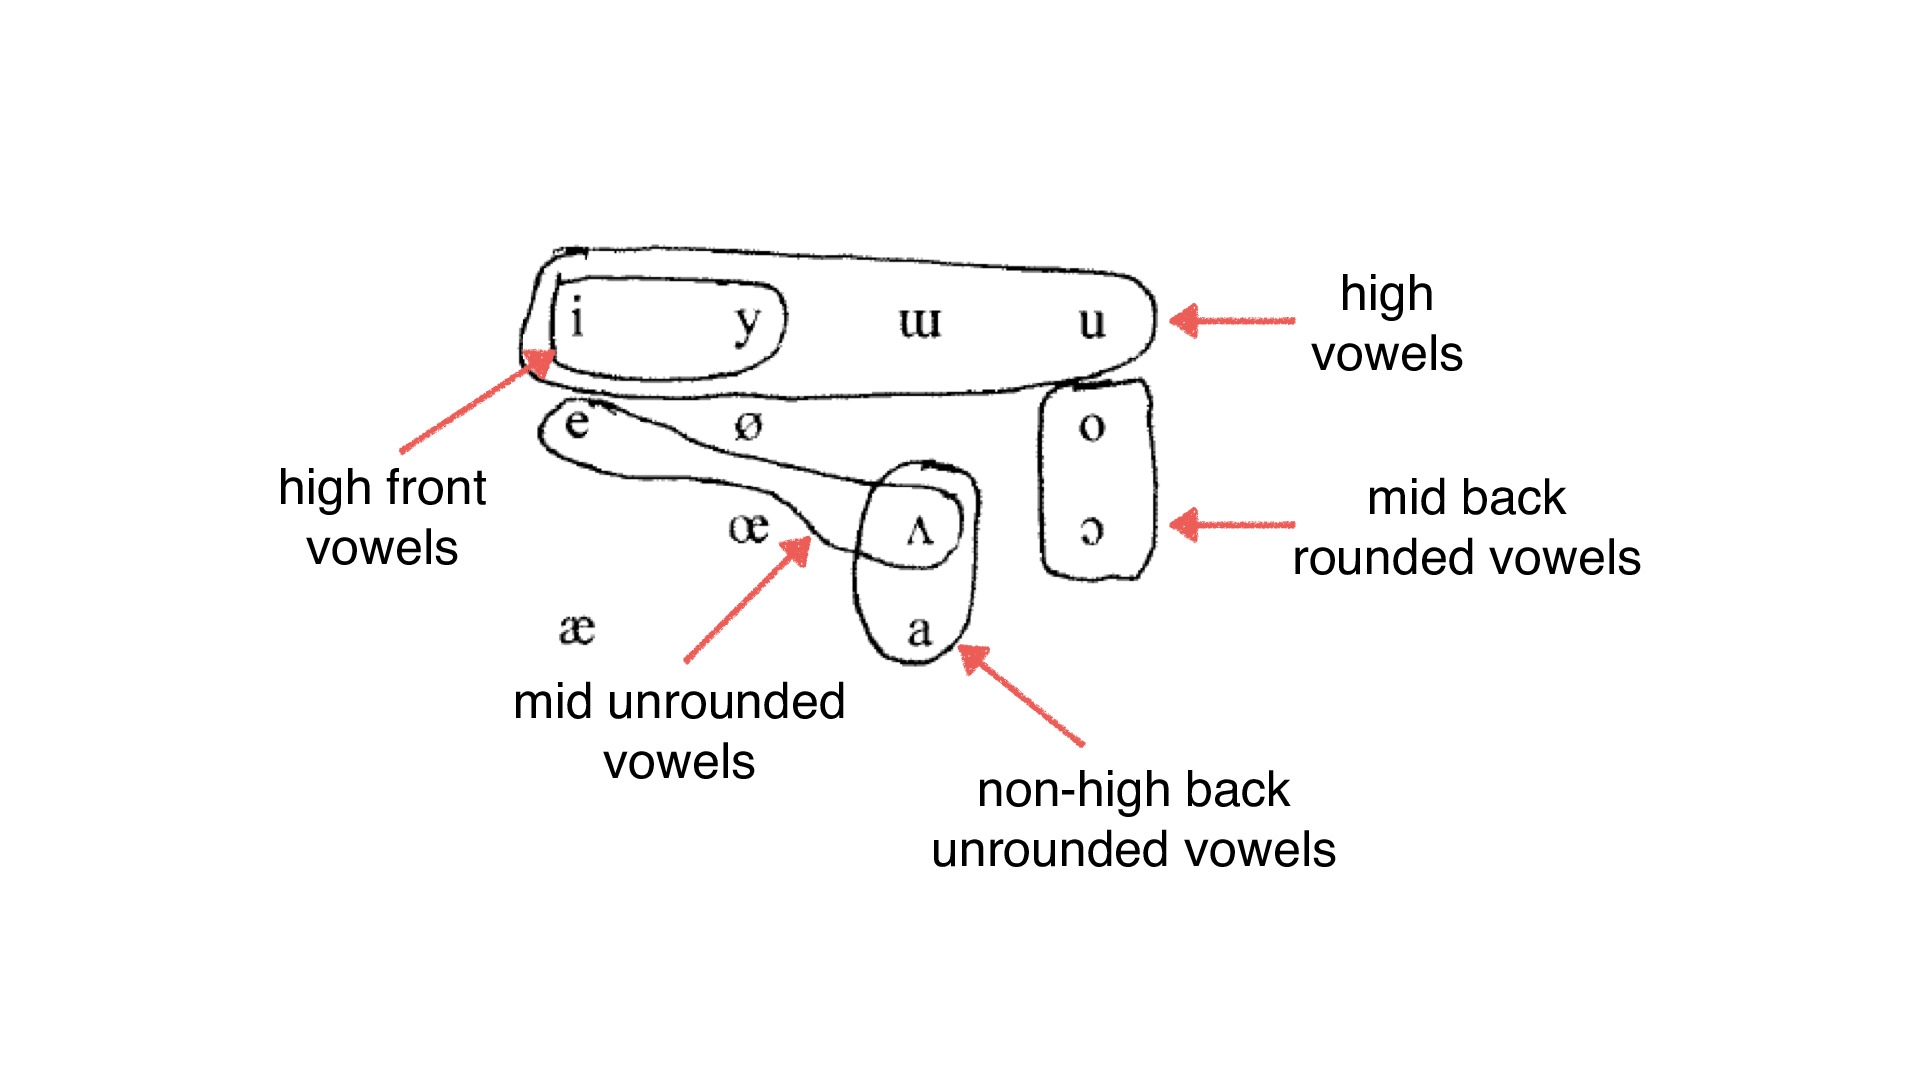 i y ɯ u
high
vowels
e ø o
high front
vowels
œ ʌ ɔ
mid back
rounded vowels
æ a
mid unrounded
vowels
non-high back
unrounded vowels